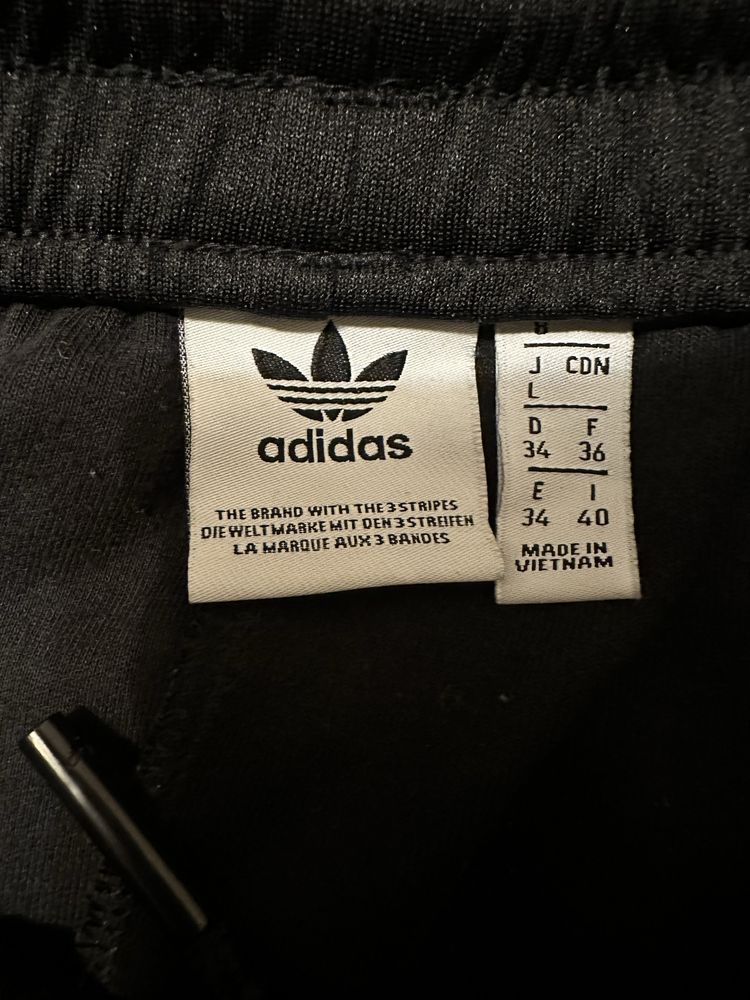 adidas
THE BRAND WITH THE 3 STRIPES
DIE WELTMARKE MIT DEN 3 STREIFEN
LA MARQUE AUX 3 BANDES
J CDN
L
D F
34 36
E I
34 40
MADE IN
VIETNAM